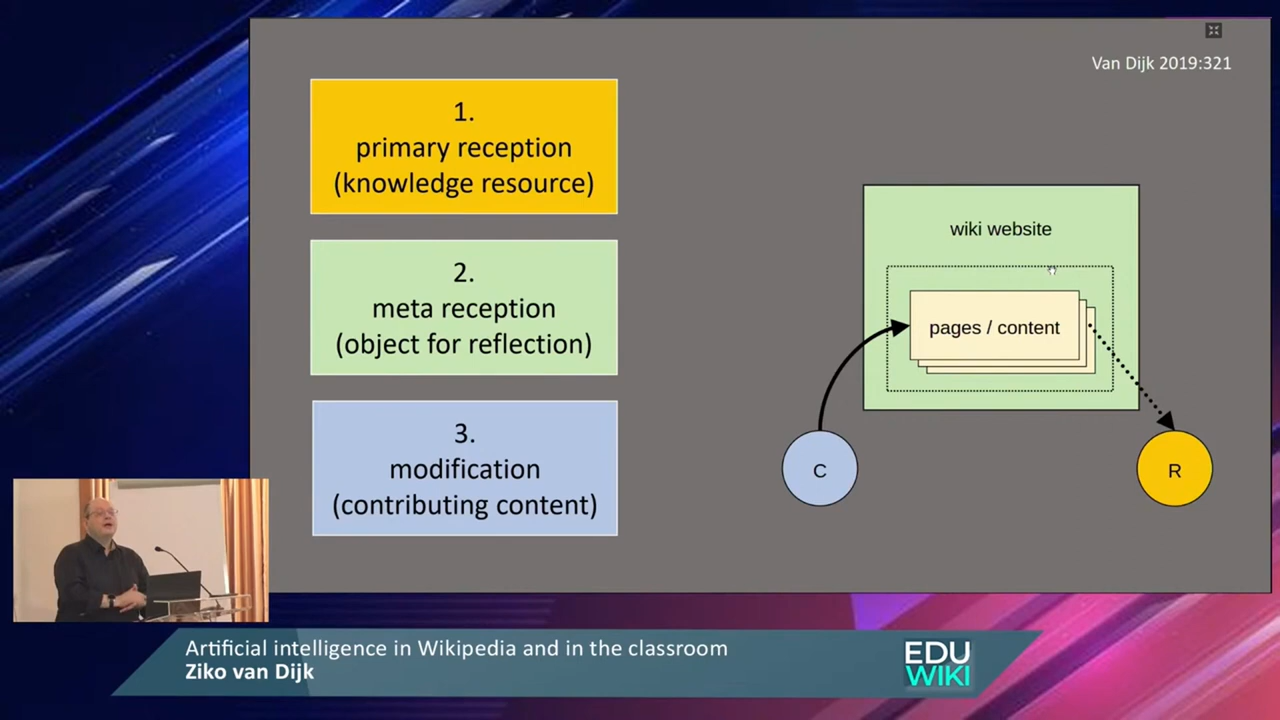 Van Dijk 2019:321
1.
primary reception
(knowledge resource)
2.
meta reception
(object for reflection)
3.
modification
(contributing content)
wiki website
pages / content
C
R
Artificial intelligence in Wikipedia and in the classroom
Ziko van Dijk
EDU
WIKI